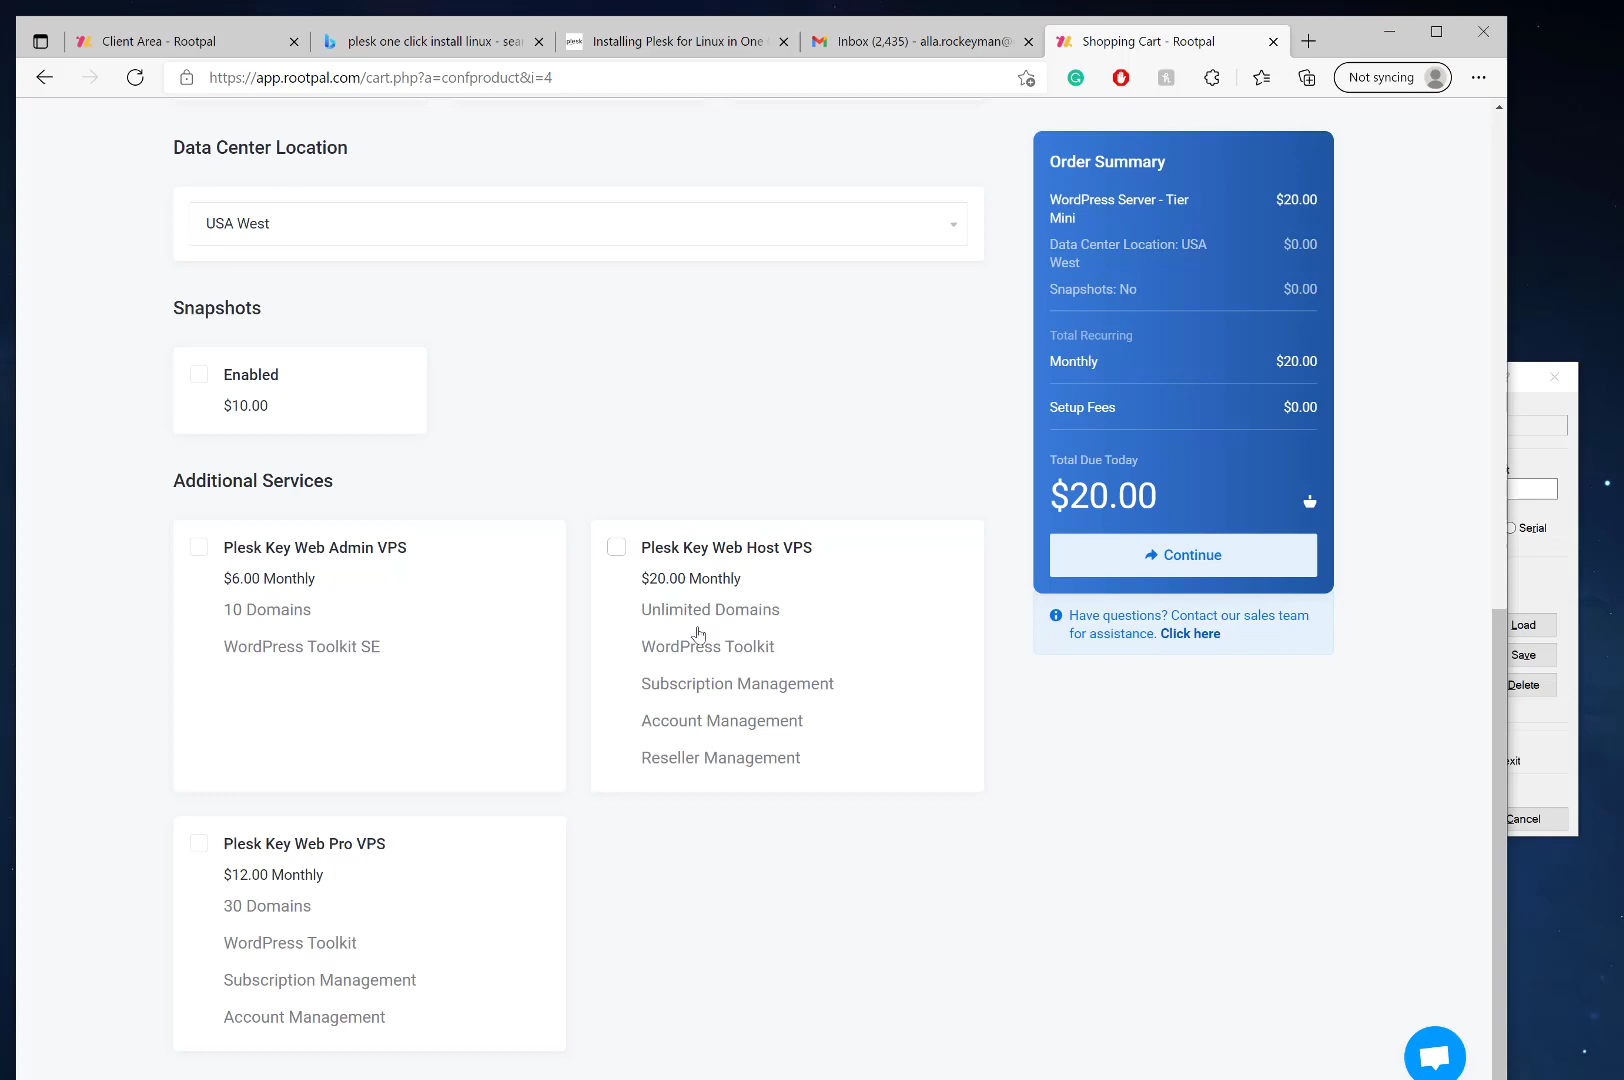 Client Area - Rootpal
plesk one click install linux - sea
Installing Plesk for Linux in One
Inbox (2,435) - alla.rockeyman@
Shopping Cart - Rootpal
https://app.rootpal.com/cart.php?a=confproduct&i=4
Not syncing
Data Center Location
USA West
Snapshots
Enabled
$10.00
Additional Services
Plesk Key Web Admin VPS
$6.00 Monthly
10 Domains
WordPress Toolkit SE
Plesk Key Web Host VPS
$20.00 Monthly
Unlimited Domains
WordPress Toolkit
Subscription Management
Account Management
Reseller Management
Plesk Key Web Pro VPS
$12.00 Monthly
30 Domains
WordPress Toolkit
Subscription Management
Account Management
Order Summary
WordPress Server - Tier $20.00
Mini
Data Center Location: USA $0.00
West
Snapshots: No $0.00
Total Recurring
Monthly $20.00
Setup Fees $0.00
Total Due Today
$20.00
Continue
Have questions? Contact our sales team
for assistance. Click here
Serial
Load
Save
Delete
exit
Cancel